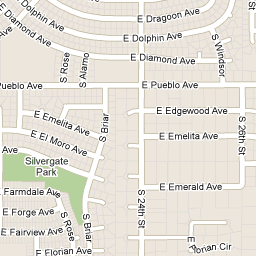 E Dragoon Ave
E Dolphin Ave
E Diamond Ave
E Diamond Ave
S Windsor
S Rose
S Alamo
Pueblo Ave
E Pueblo Ave
E Edgewood Ave
E Emelita Ave
S Briar
E Emelita Ave
S 26th St
E El Moro Ave
Ave
Silvergate
Park
E Farmdale Ave
E Emerald Ave
S 24th St
E Forge Ave
S Rose
S Briar
E Fairview Ave
E Florian Ave
E Florian Cir